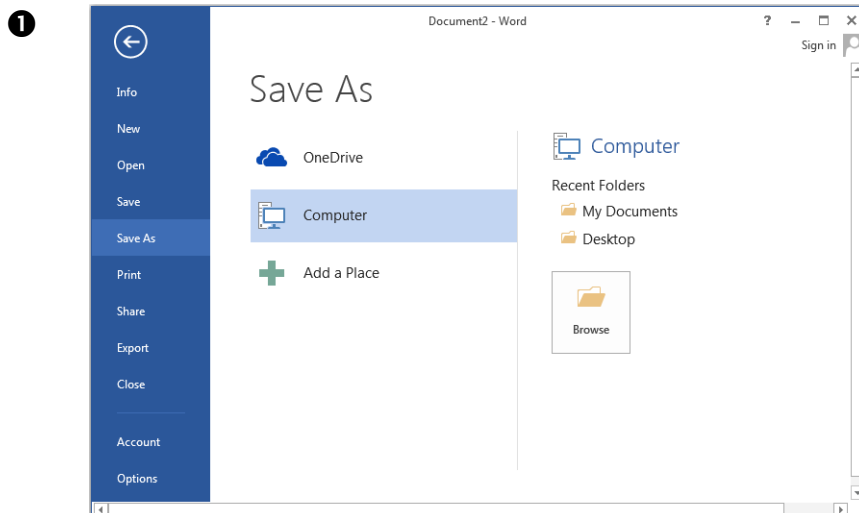 ❶
Document2 - Word
?
Sign in
Info
New
Open
Save
Save As
Print
Share
Export
Close
Account
Options
Save As
OneDrive
Computer
Add a Place
Computer
Recent Folders
My Documents
Desktop
Browse